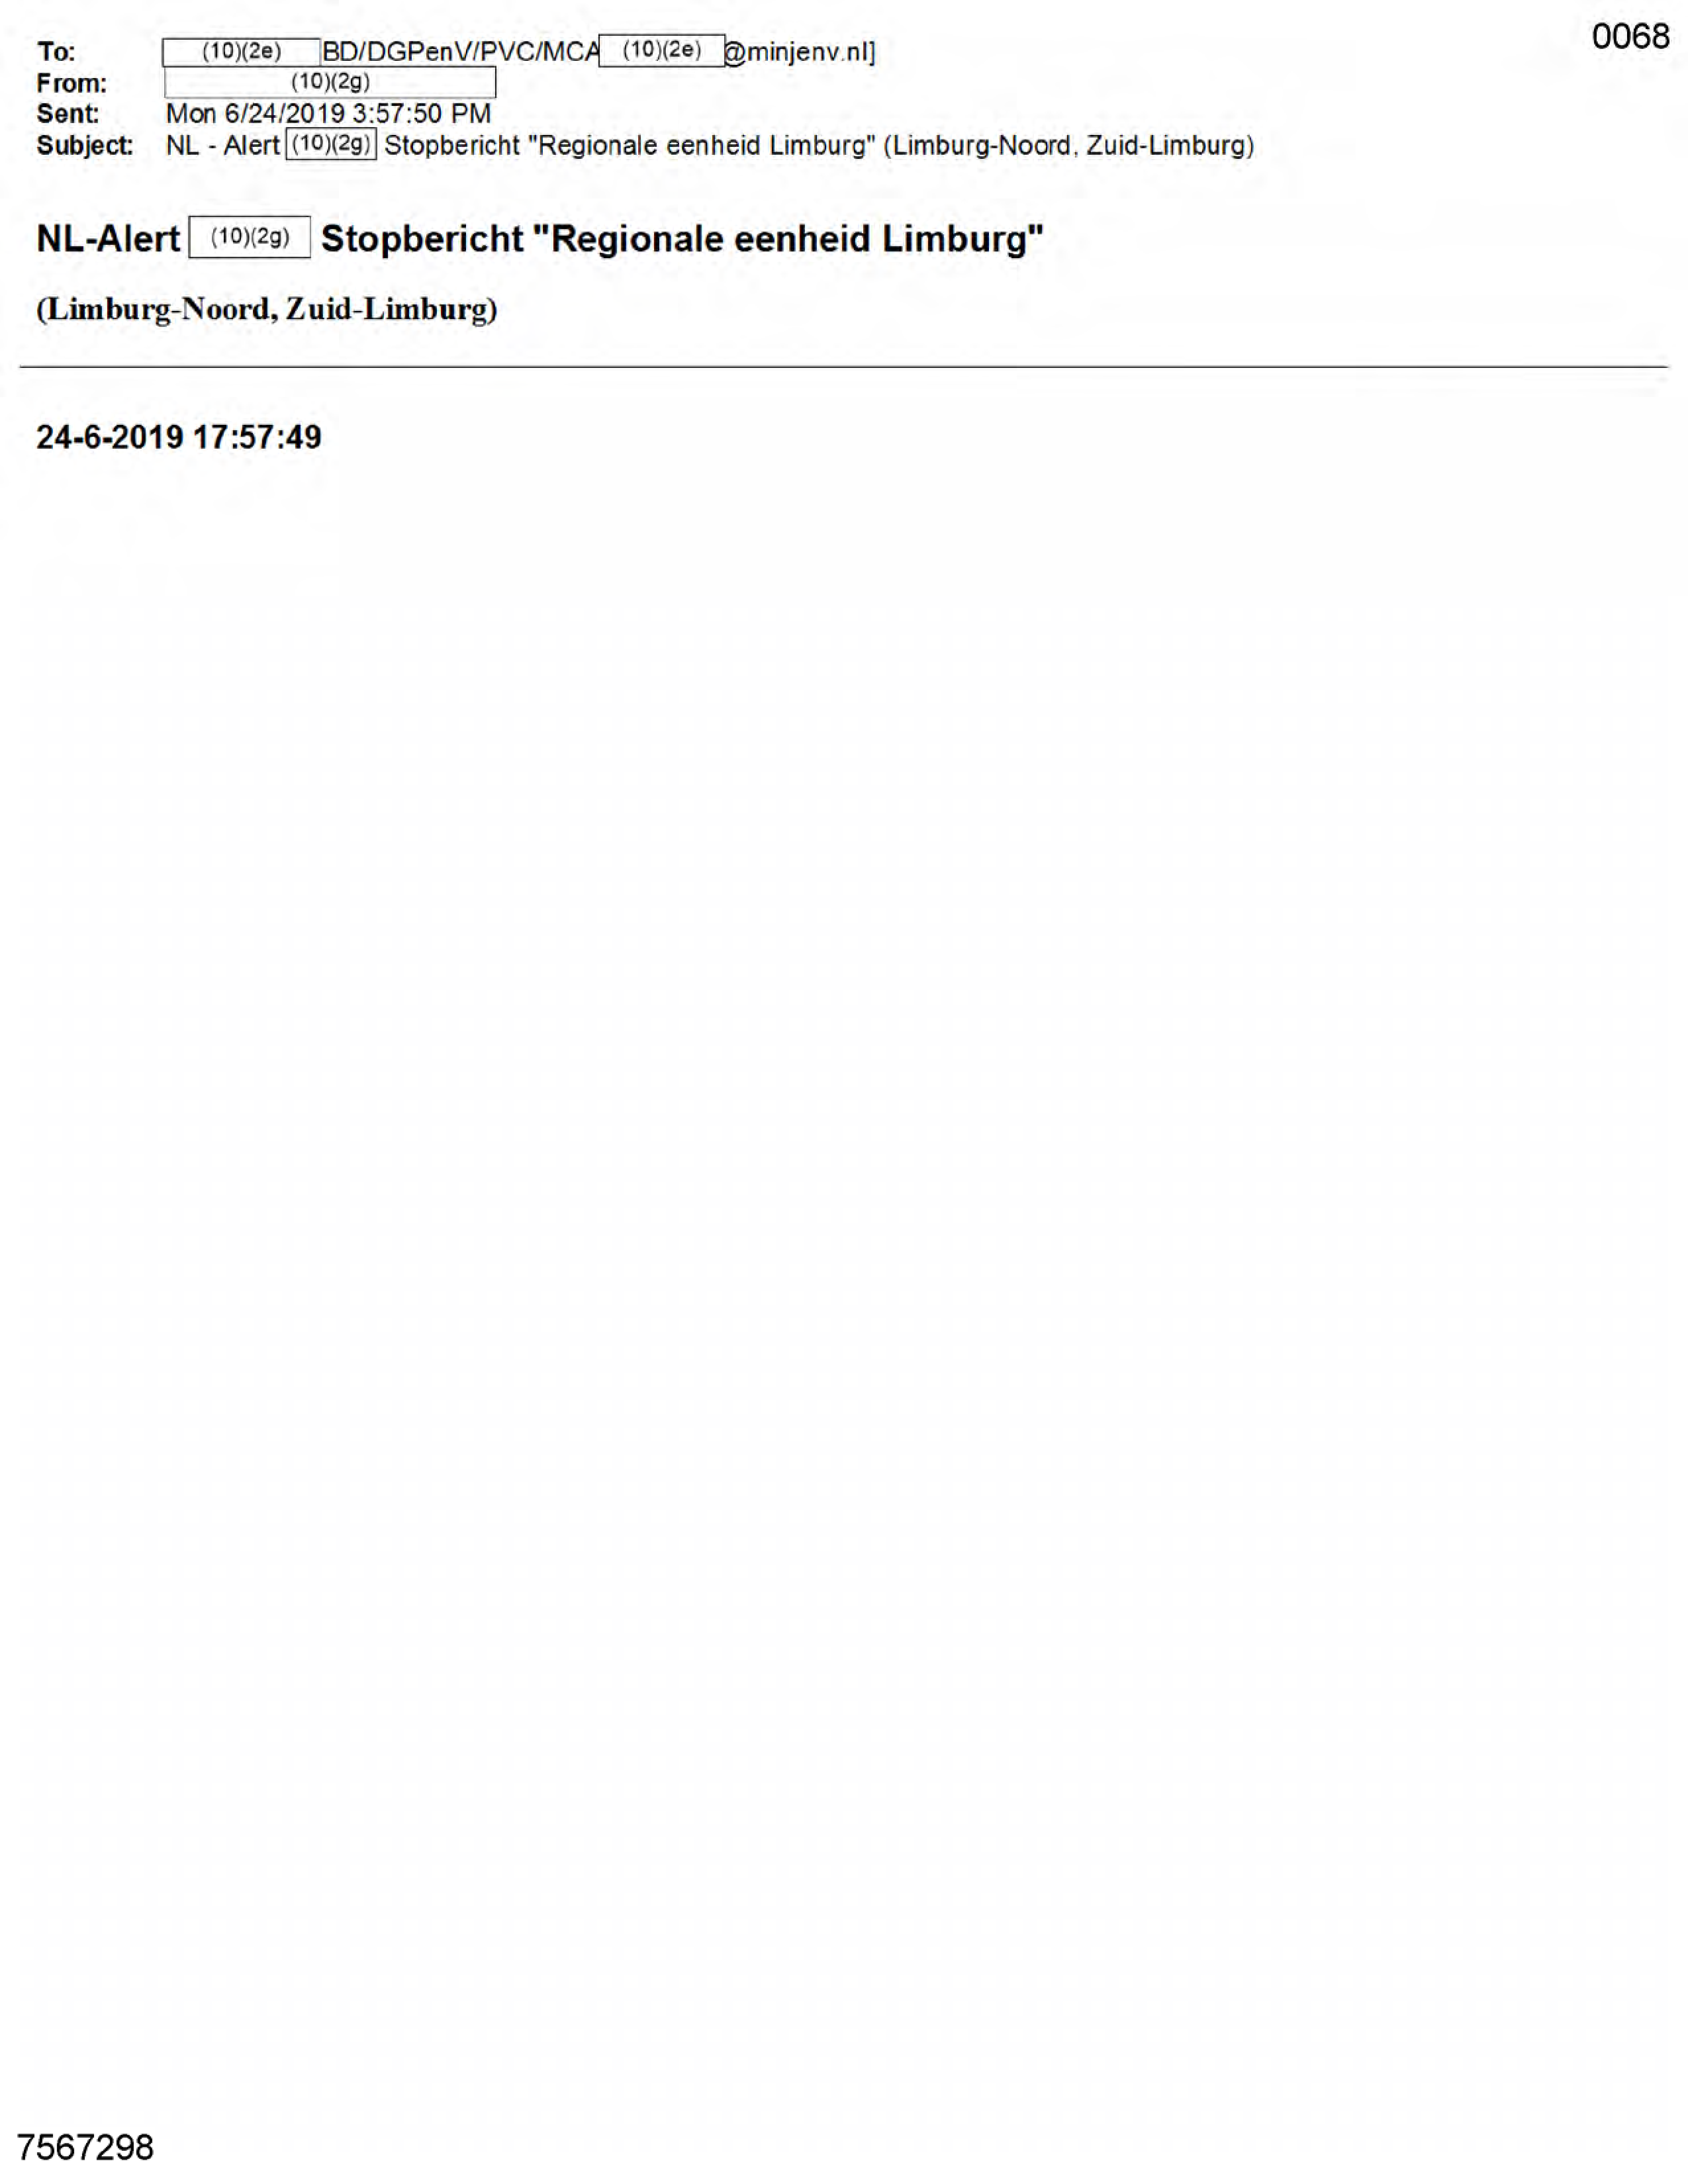 0068
To: (10)(2e) BD/DGPenV/PVC/MCA (10)(2e) @minjenv.nl]
From: (10)(2g)
Sent: Mon 6/24/2019 3:57:50 PM
Subject: NL - Alert (10)(2g) Stopbericht "Regionale eenheid Limburg" (Limburg-Noord, Zuid-Limburg)
NL-Alert (10)(2g) Stopbericht "Regionale eenheid Limburg"
(Limburg-Noord, Zuid-Limburg)
24-6-2019 17:57:49
7567298